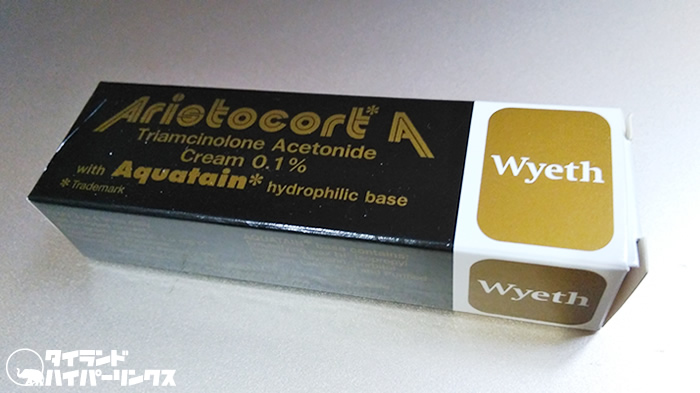 Aristocort* A
Triamcinolone Acetonide
Cream 0.1%
with Aquatain* hydrophilic base
*Trademark
Wyeth
Wyeth
タイランド
ハイパーリンクス